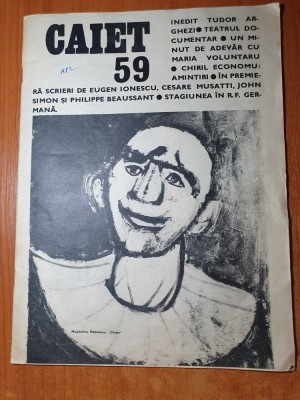 CAIET
59
INEDIT TUDOR AR-
GHEZI ● TEATRUL DO-
CUMENTAR ● UN MI-
NUT DE ADEVĂR CU
MARIA VOLUNTARU
● CHIRIL ECONOMU:
AMINTIRI ● ÎN PREMIE-
RĂ SCRIERI DE EUGEN IONESCU, CESARE MUSATTI, JOHN
SIMON ȘI PHILIPPE BEAUSSANT ● STAGIUNEA ÎN R.F. GER-
MANĂ.